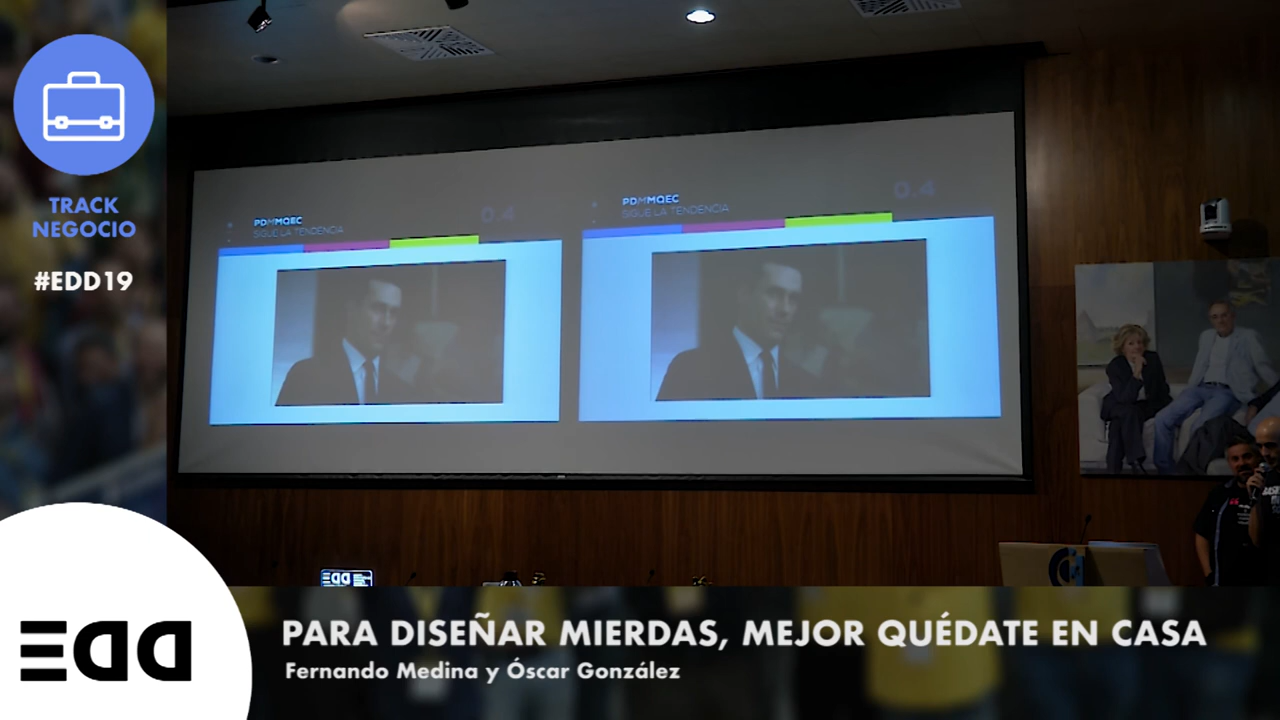 TRACK
NEGOCIO
#EDD19
PDMMQEC
SIGUE LA TENDENCIA
0.4
PDMMQEC
SIGUE LA TENDENCIA
0.4
EDD
EDD
PARA DISEÑAR MIERDAS, MEJOR QUÉDATE EN CASA
Fernando Medina y Óscar González